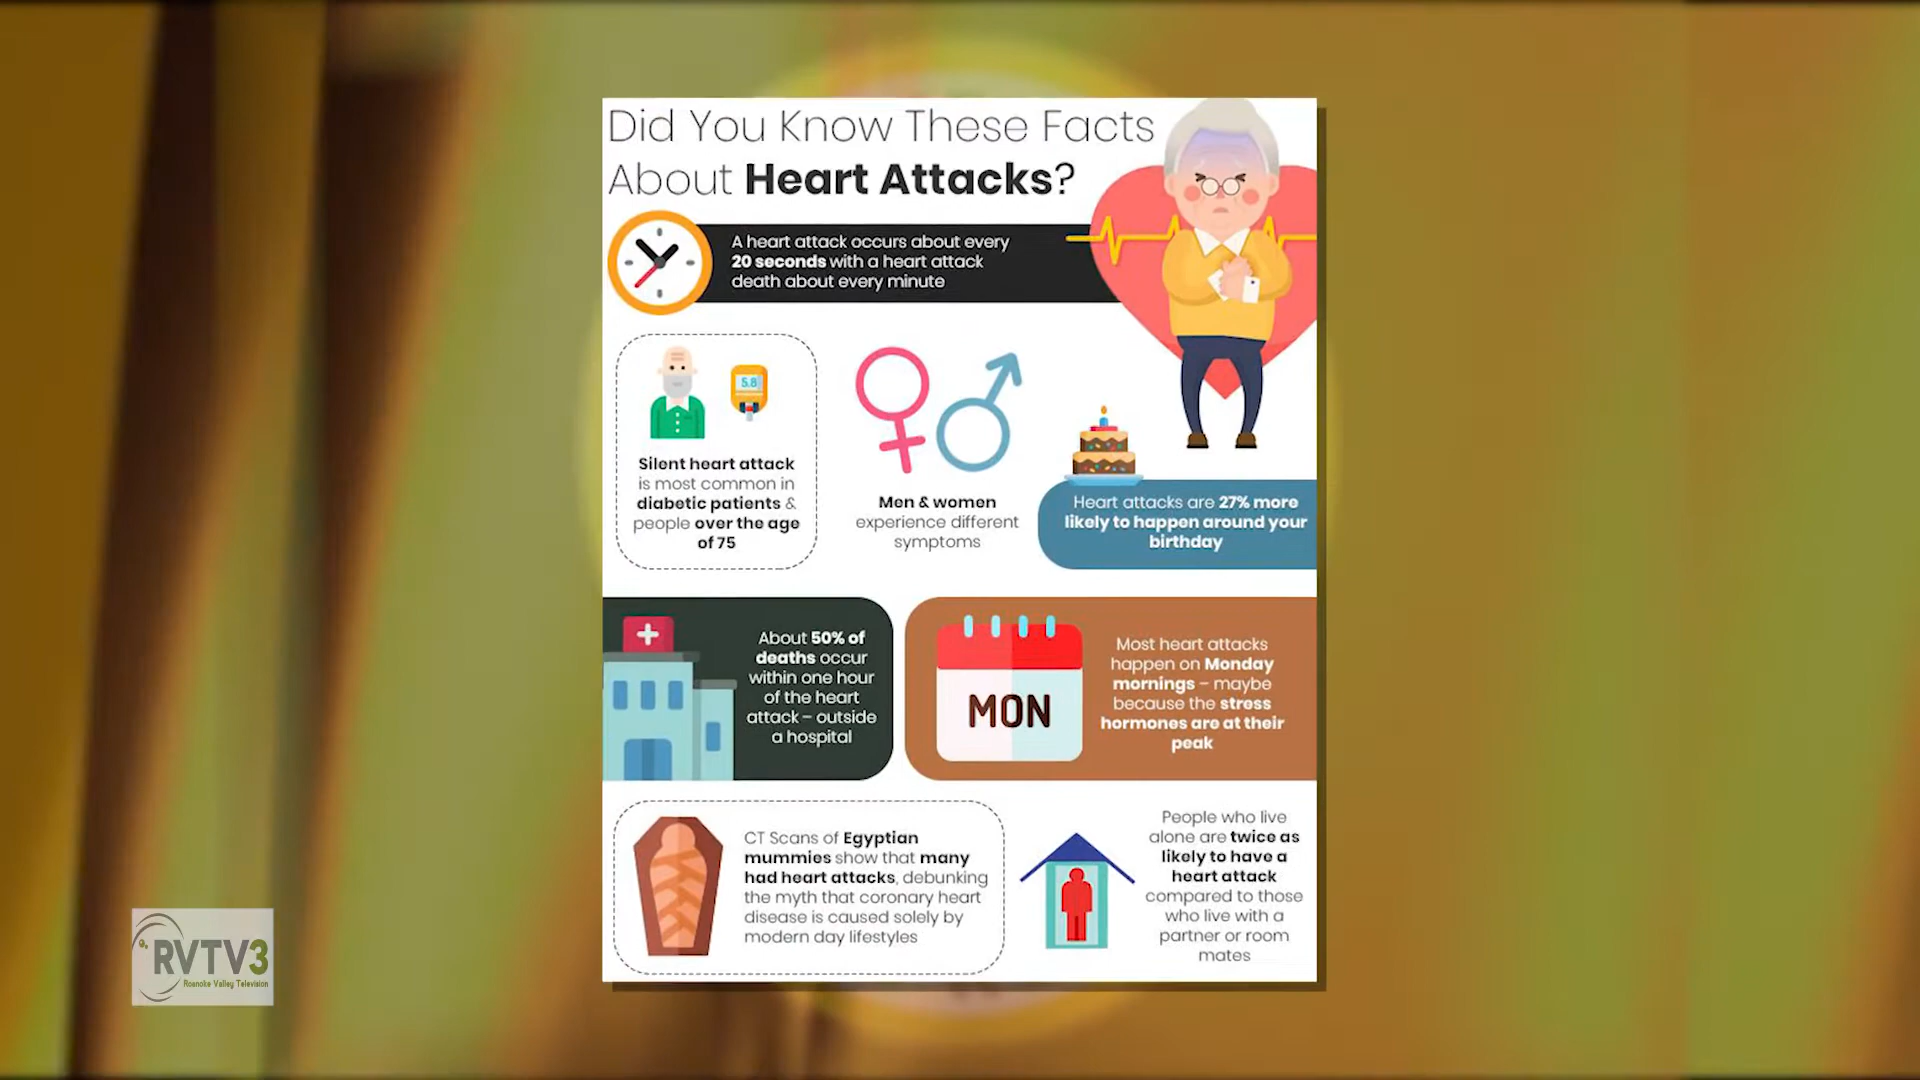 Did You Know These Facts
About Heart Attacks?
A heart attack occurs about every
20 seconds with a heart attack
death about every minute
5.8
Silent heart attack
is most common in
diabetic patients &
people over the age
of 75
Men & women
experience different
symptoms
Heart attacks are 27% more
likely to happen around your
birthday
About 50% of
deaths occur
within one hour
of the heart
attack – outside
a hospital
MON
Most heart attacks
happen on Monday
mornings – maybe
because the stress
hormones are at their
peak
CT Scans of Egyptian
mummies show that many
had heart attacks, debunking
the myth that coronary heart
disease is caused solely by
modern day lifestyles
People who live
alone are twice as
likely to have a
heart attack
compared to those
who live with a
partner or room
mates
RVTV3
Roanoke Valley Television